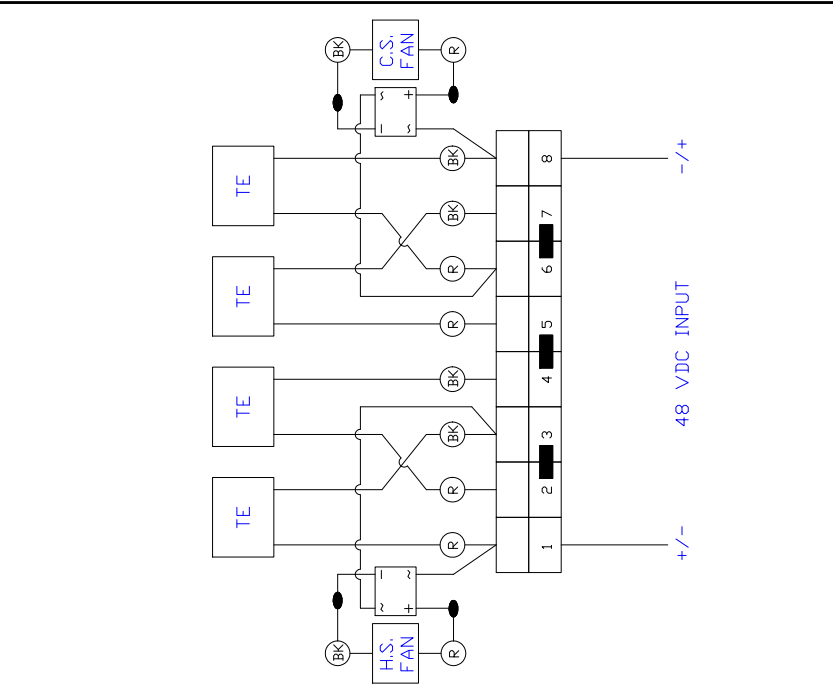 TE
TE
TE
TE
BK
BK
H.S.
FAN
~ −
+ ~
− ~
~ +
C.S.
FAN
R
R
R
BK
BK
R
R
BK
BK
R
1 2 3 4 5 6 7 8
+/-
48 VDC INPUT
-/+